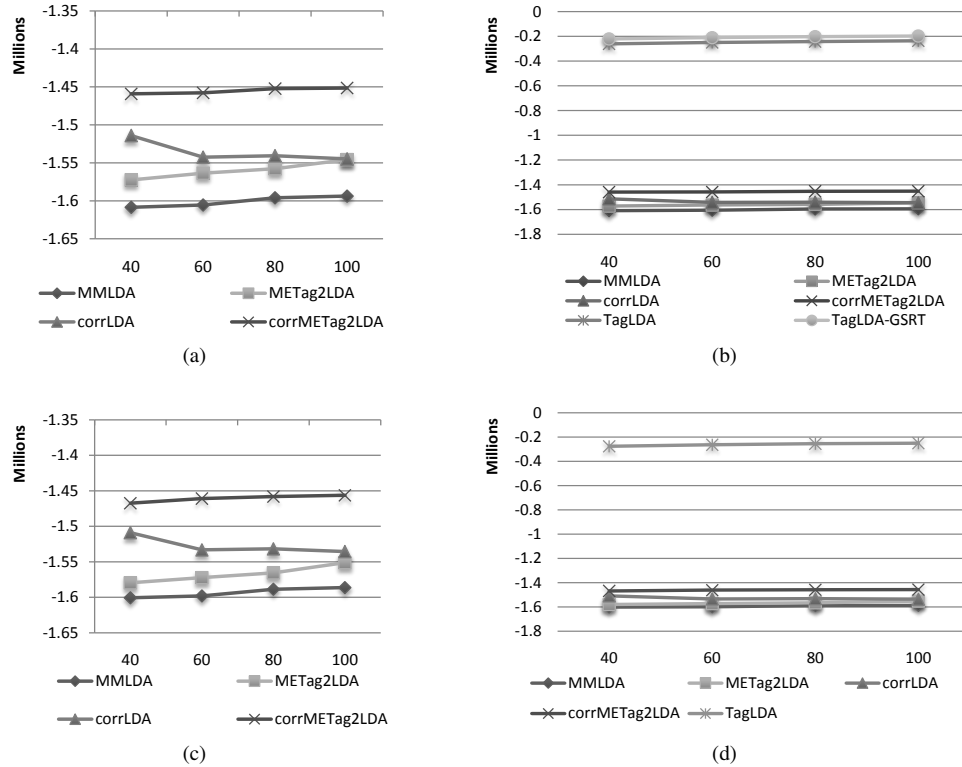 Millions
-1.35
-1.4
-1.45
-1.5
-1.55
-1.6
-1.65
40 60 80 100
MMLDA METag2LDA
corrLDA corrMETag2LDA
(a)
Millions
0
-0.2
-0.4
-0.6
-0.8
-1
-1.2
-1.4
-1.6
-1.8
40 60 80 100
MMLDA METag2LDA
corrLDA corrMETag2LDA
TagLDA TagLDA-GSRT
(b)
Millions
-1.35
-1.4
-1.45
-1.5
-1.55
-1.6
-1.65
40 60 80 100
MMLDA METag2LDA
corrLDA corrMETag2LDA
(c)
Millions
0
-0.2
-0.4
-0.6
-0.8
-1
-1.2
-1.4
-1.6
-1.8
40 60 80 100
MMLDA METag2LDA corrLDA
corrMETag2LDA TagLDA
(d)